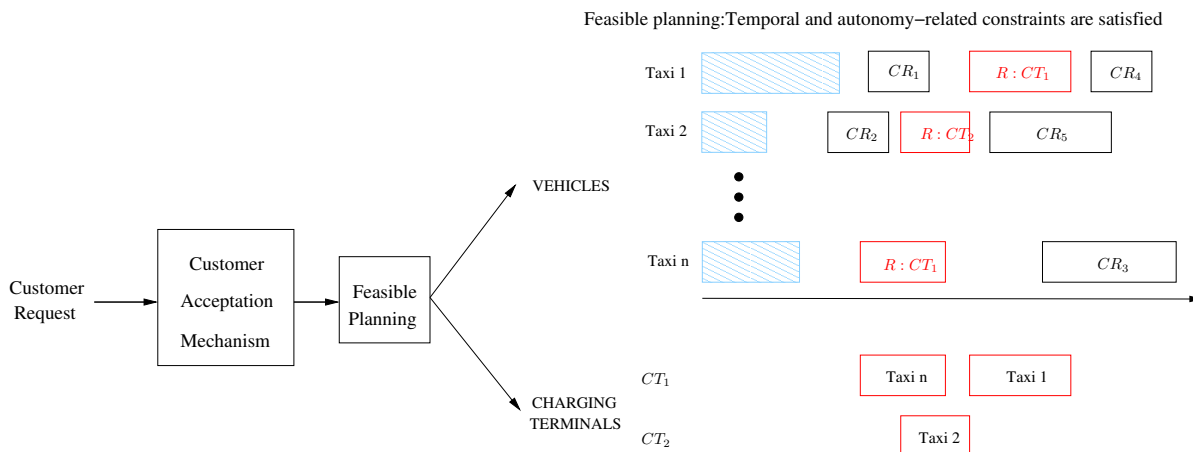 Feasible planning:Temporal and autonomy−related constraints are satisfied
Taxi 1
CR₁
R : CT₁
CR₄
Taxi 2
CR₂
R : CT₂
CR₅
VEHICLES
Taxi n
R : CT₁
CR₃
Customer
Request
Customer
Acceptation
Mechanism
Feasible
Planning
CHARGING
TERMINALS
CT₁
Taxi n
Taxi 1
CT₂
Taxi 2